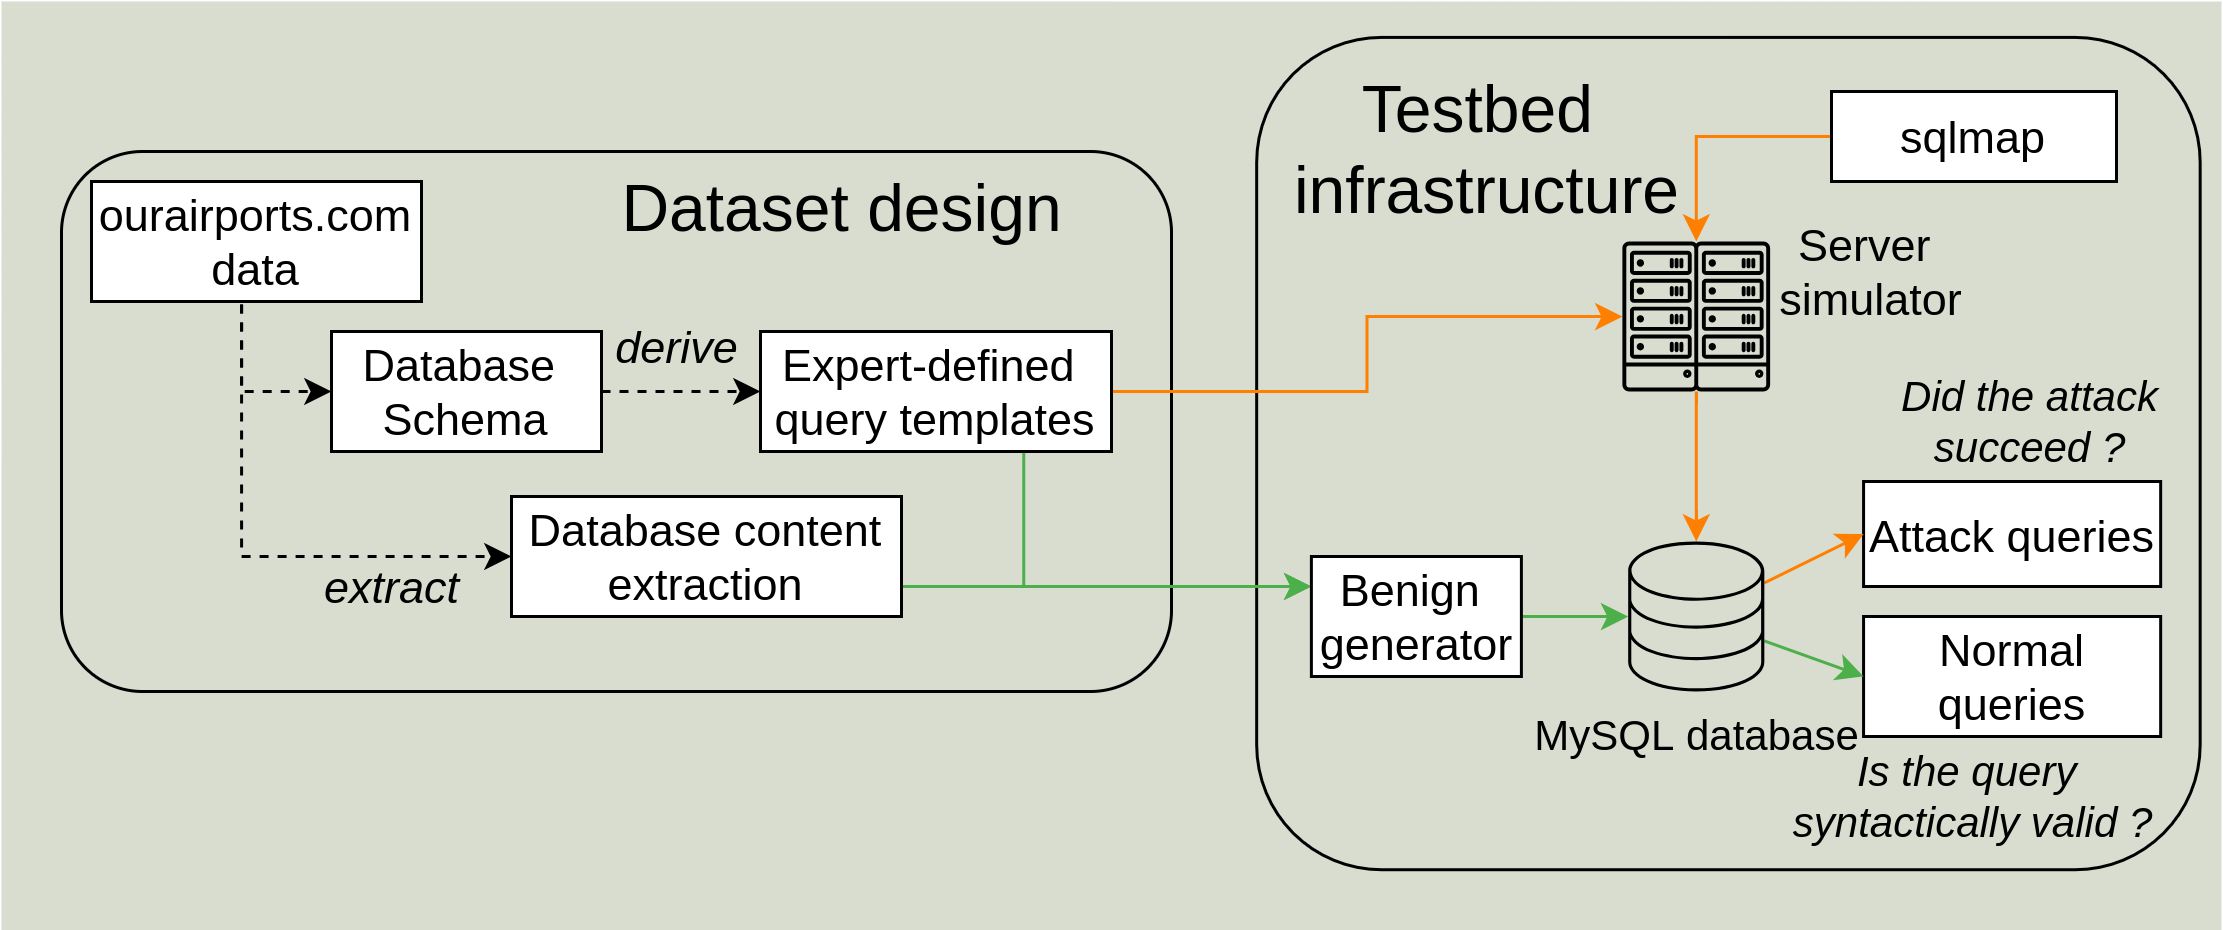 Dataset design
ourairports.com
data
Database
Schema
derive
Expert-defined
query templates
Database content
extraction
extract
Testbed
infrastructure
sqlmap
Server
simulator
Did the attack
succeed ?
Attack queries
Benign
generator
Normal
queries
MySQL database
Is the query
syntactically valid ?